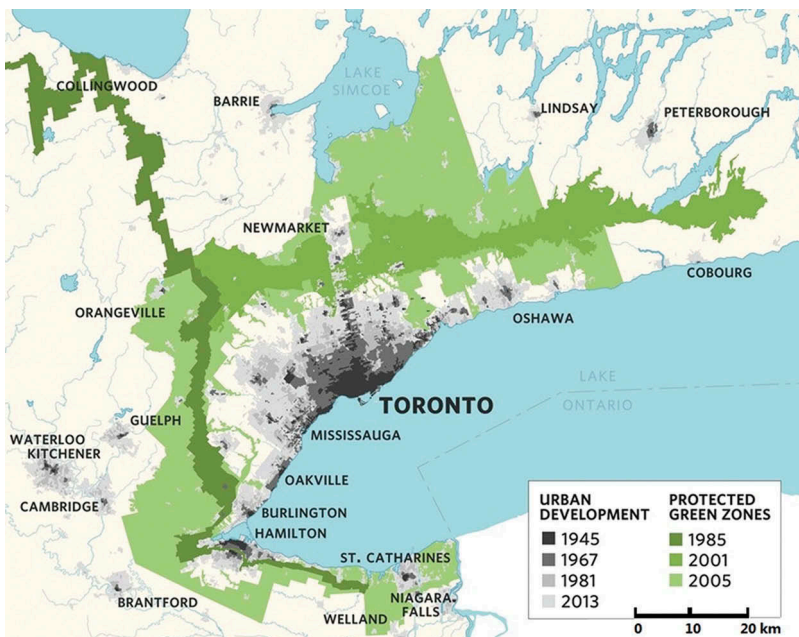 COLLINGWOOD
BARRIE
LAKE
SIMCOE
LINDSAY
PETERBOROUGH
NEWMARKET
COBOURG
ORANGEVILLE
OSHAWA
LAKE
ONTARIO
TORONTO
GUELPH
MISSISSAUGA
WATERLOO
KITCHENER
OAKVILLE
CAMBRIDGE
BURLINGTON
HAMILTON
ST. CATHARINES
NIAGARA-
FALLS
BRANTFORD
WELLAND
URBAN
DEVELOPMENT
1945
1967
1981
2013
PROTECTED
GREEN ZONES
1985
2001
2005
0 10 20 km